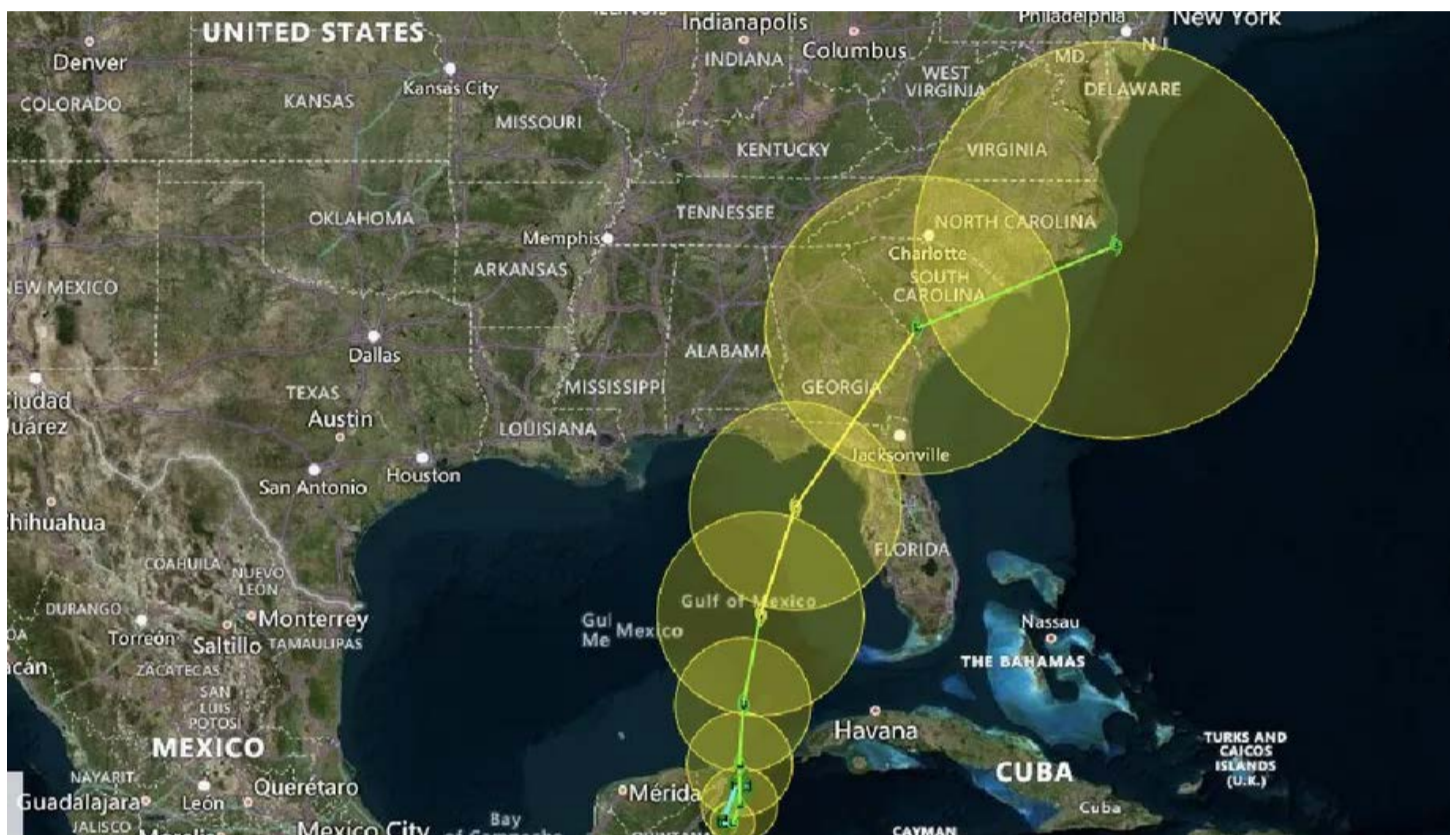 Philadelphia
New York
Indianapolis
UNITED STATES
Denver
Columbus
N.J.
MD.
INDIANA
WEST
VIRGINIA
DELAWARE
COLORADO
KANSAS
Kansas City
MISSOURI
KENTUCKY
VIRGINIA
OKLAHOMA
TENNESSEE
NORTH CAROLINA
Memphis
Charlotte
ARKANSAS
SOUTH
CAROLINA
NEW MEXICO
Dallas
ALABAMA
MISSISSIPPI
GEORGIA
TEXAS
Ciudad
Juárez
Austin
LOUISIANA
Jacksonville
Houston
San Antonio
Chihuahua
FLORIDA
COAHUILA
NUEVO
LEÓN
DURANGO
Monterrey
Gulf of Mexico
Gul
Me
Mexico
Nassau
Torreón
Saltillo
TAMAULIPAS
acán
ZACATECAS
THE BAHAMAS
SAN
LUIS
POTOSI
Havana
MEXICO
TURKS AND
CAICOS
ISLANDS
(U.K.)
NAYARIT
Querétaro
CUBA
Guadalajara
León
Mérida
Cuba
JALISCO
Mexico City
Bay
CAYMAN